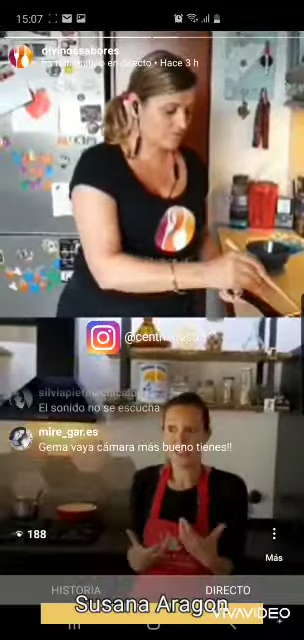 15:07
divinossabores
ha transmitido en directo • Hace 3 h
El sonido no se escucha
mire_gar.es
Gema vaya cámara más bueno tienes!!
188
Más
HISTORIA
DIRECTO
Susana Aragon
VIVAVIDEO